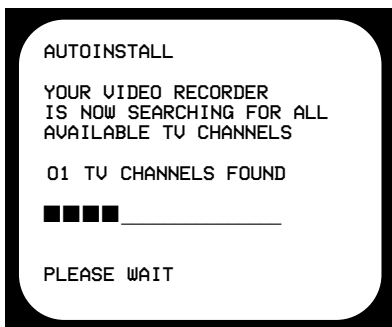 AUTOINSTALL
YOUR VIDEO RECORDER
IS NOW SEARCHING FOR ALL
AVAILABLE TV CHANNELS
01 TV CHANNELS FOUND
PLEASE WAIT